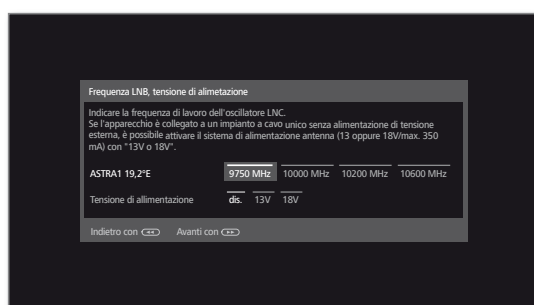 Frequenza LNB, tensione di alimetazione
Indicare la frequenza di lavoro dell'oscillatore LNC.
Se l'apparecchio è collegato a un impianto a cavo unico senza alimentazione di tensione
esterna, è possibile attivare il sistema di alimentazione antenna (13 oppure 18V/max. 350
mA) con "13V o 18V".
ASTRA1 19,2°E 9750 MHz 10000 MHz 10200 MHz 10600 MHz
Tensione di allimentazione dis. 13V 18V
Indietro con Avanti con